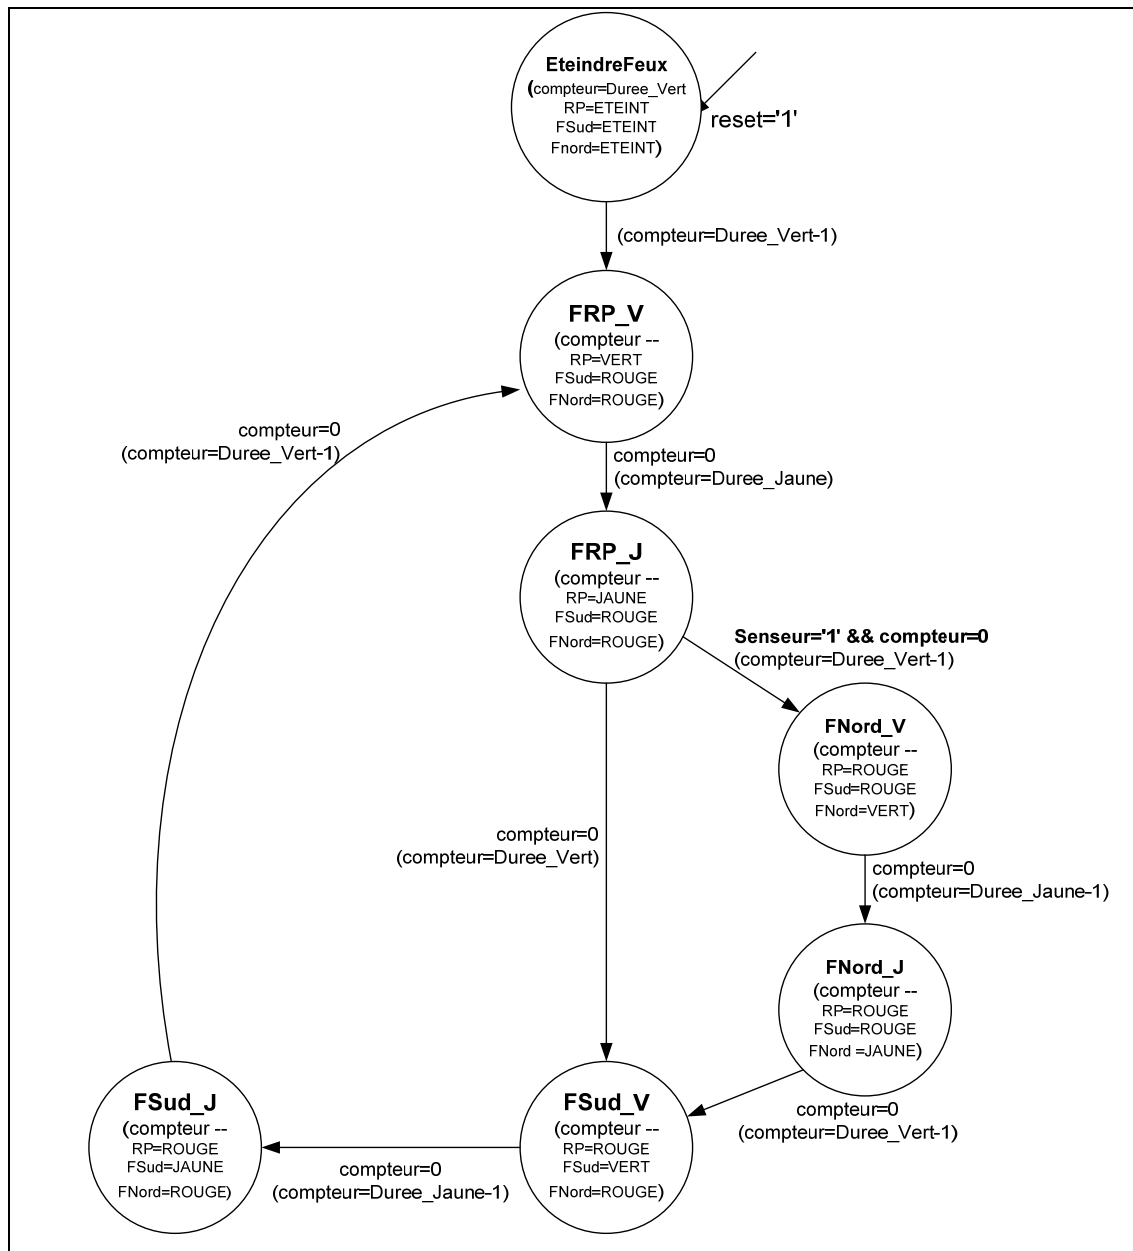 EteindreFeux
(compteur=Duree_Vert
RP=ETEINT
FSud=ETEINT
Fnord=ETEINT)
reset='1'
(compteur=Duree_Vert-1)
FRP_V
(compteur --
RP=VERT
FSud=ROUGE
FNord=ROUGE)
compteur=0
(compteur=Duree_Vert-1)
compteur=0
(compteur=Duree_Jaune)
FRP_J
(compteur --
RP=JAUNE
FSud=ROUGE
FNord=ROUGE)
Senseur='1' && compteur=0
(compteur=Duree_Vert-1)
FNord_V
(compteur --
RP=ROUGE
FSud=ROUGE
FNord=VERT)
compteur=0
(compteur=Duree_Vert)
compteur=0
(compteur=Duree_Jaune-1)
FNord_J
(compteur --
RP=ROUGE
FSud=ROUGE
FNord =JAUNE)
compteur=0
(compteur=Duree_Vert-1)
FSud_V
(compteur --
RP=ROUGE
FSud=VERT
FNord=ROUGE)
compteur=0
(compteur=Duree_Jaune-1)
FSud_J
(compteur --
RP=ROUGE
FSud=JAUNE
FNord=ROUGE)